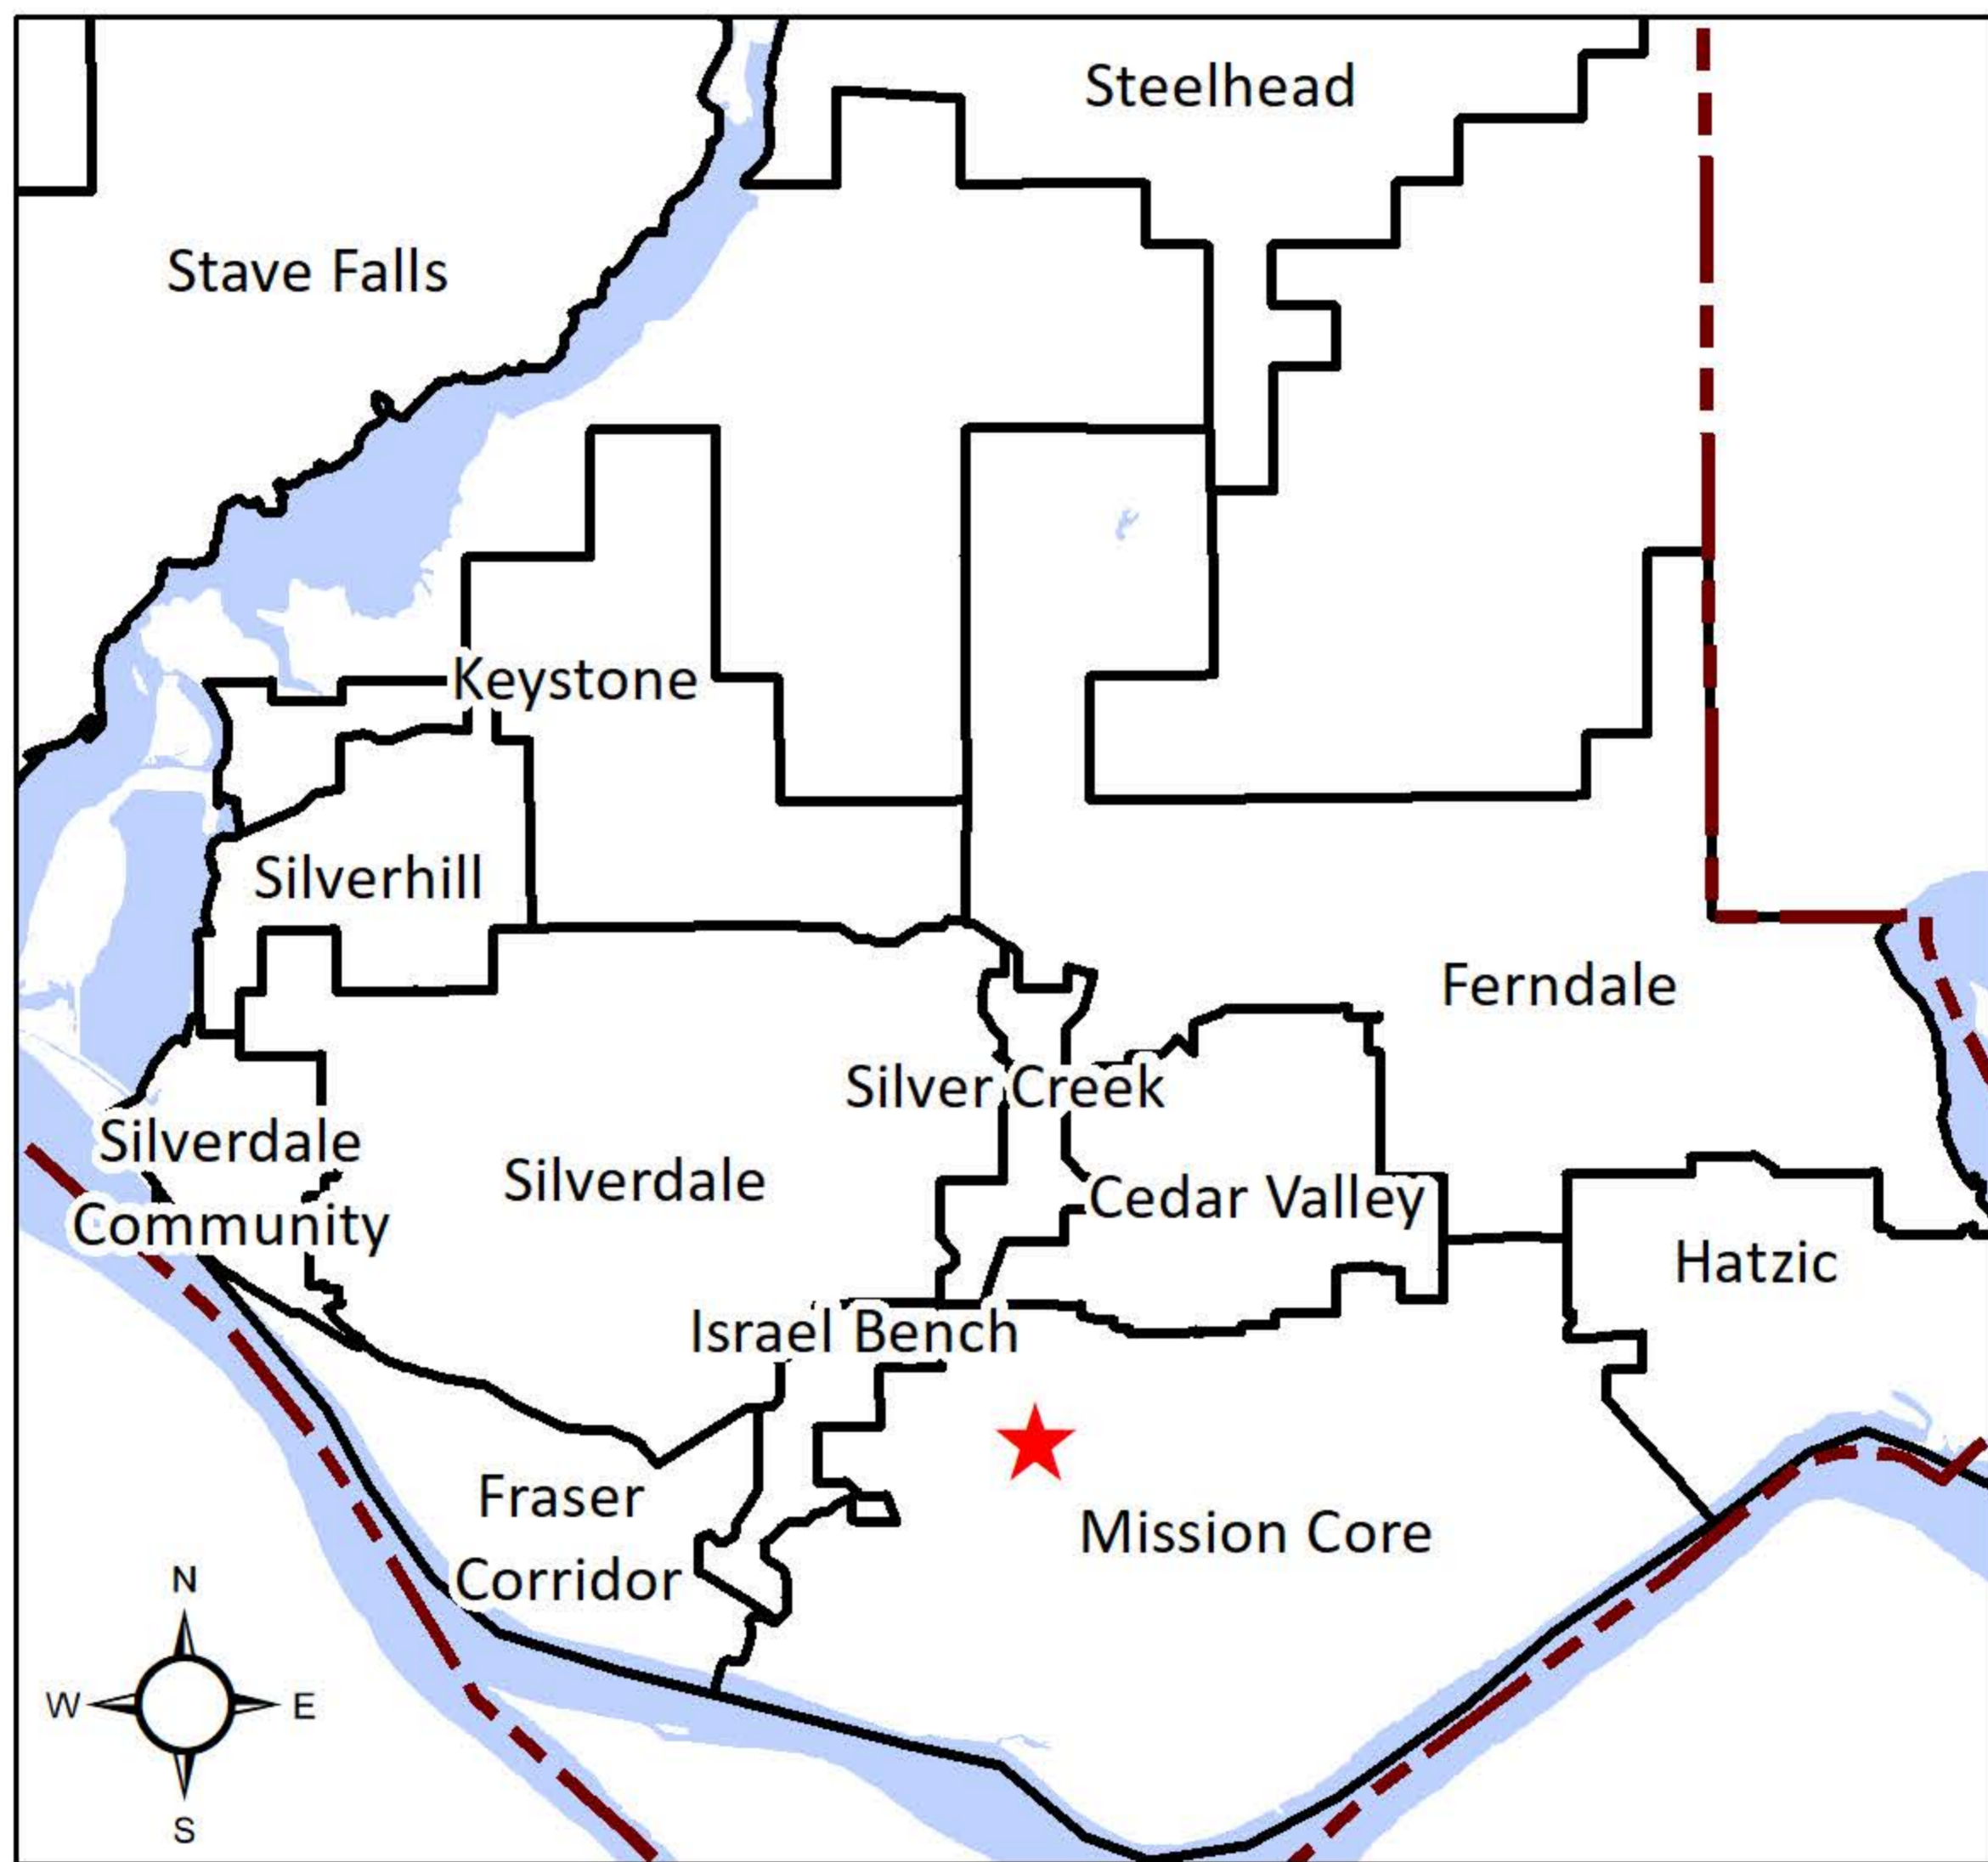 Steelhead
Stave Falls
Keystone
Silverhill
Ferndale
Silver Creek
Silverdale
Community
Silverdale
Cedar Valley
Hatzic
Israel Bench
Fraser
Corridor
Mission Core
N
W E
S